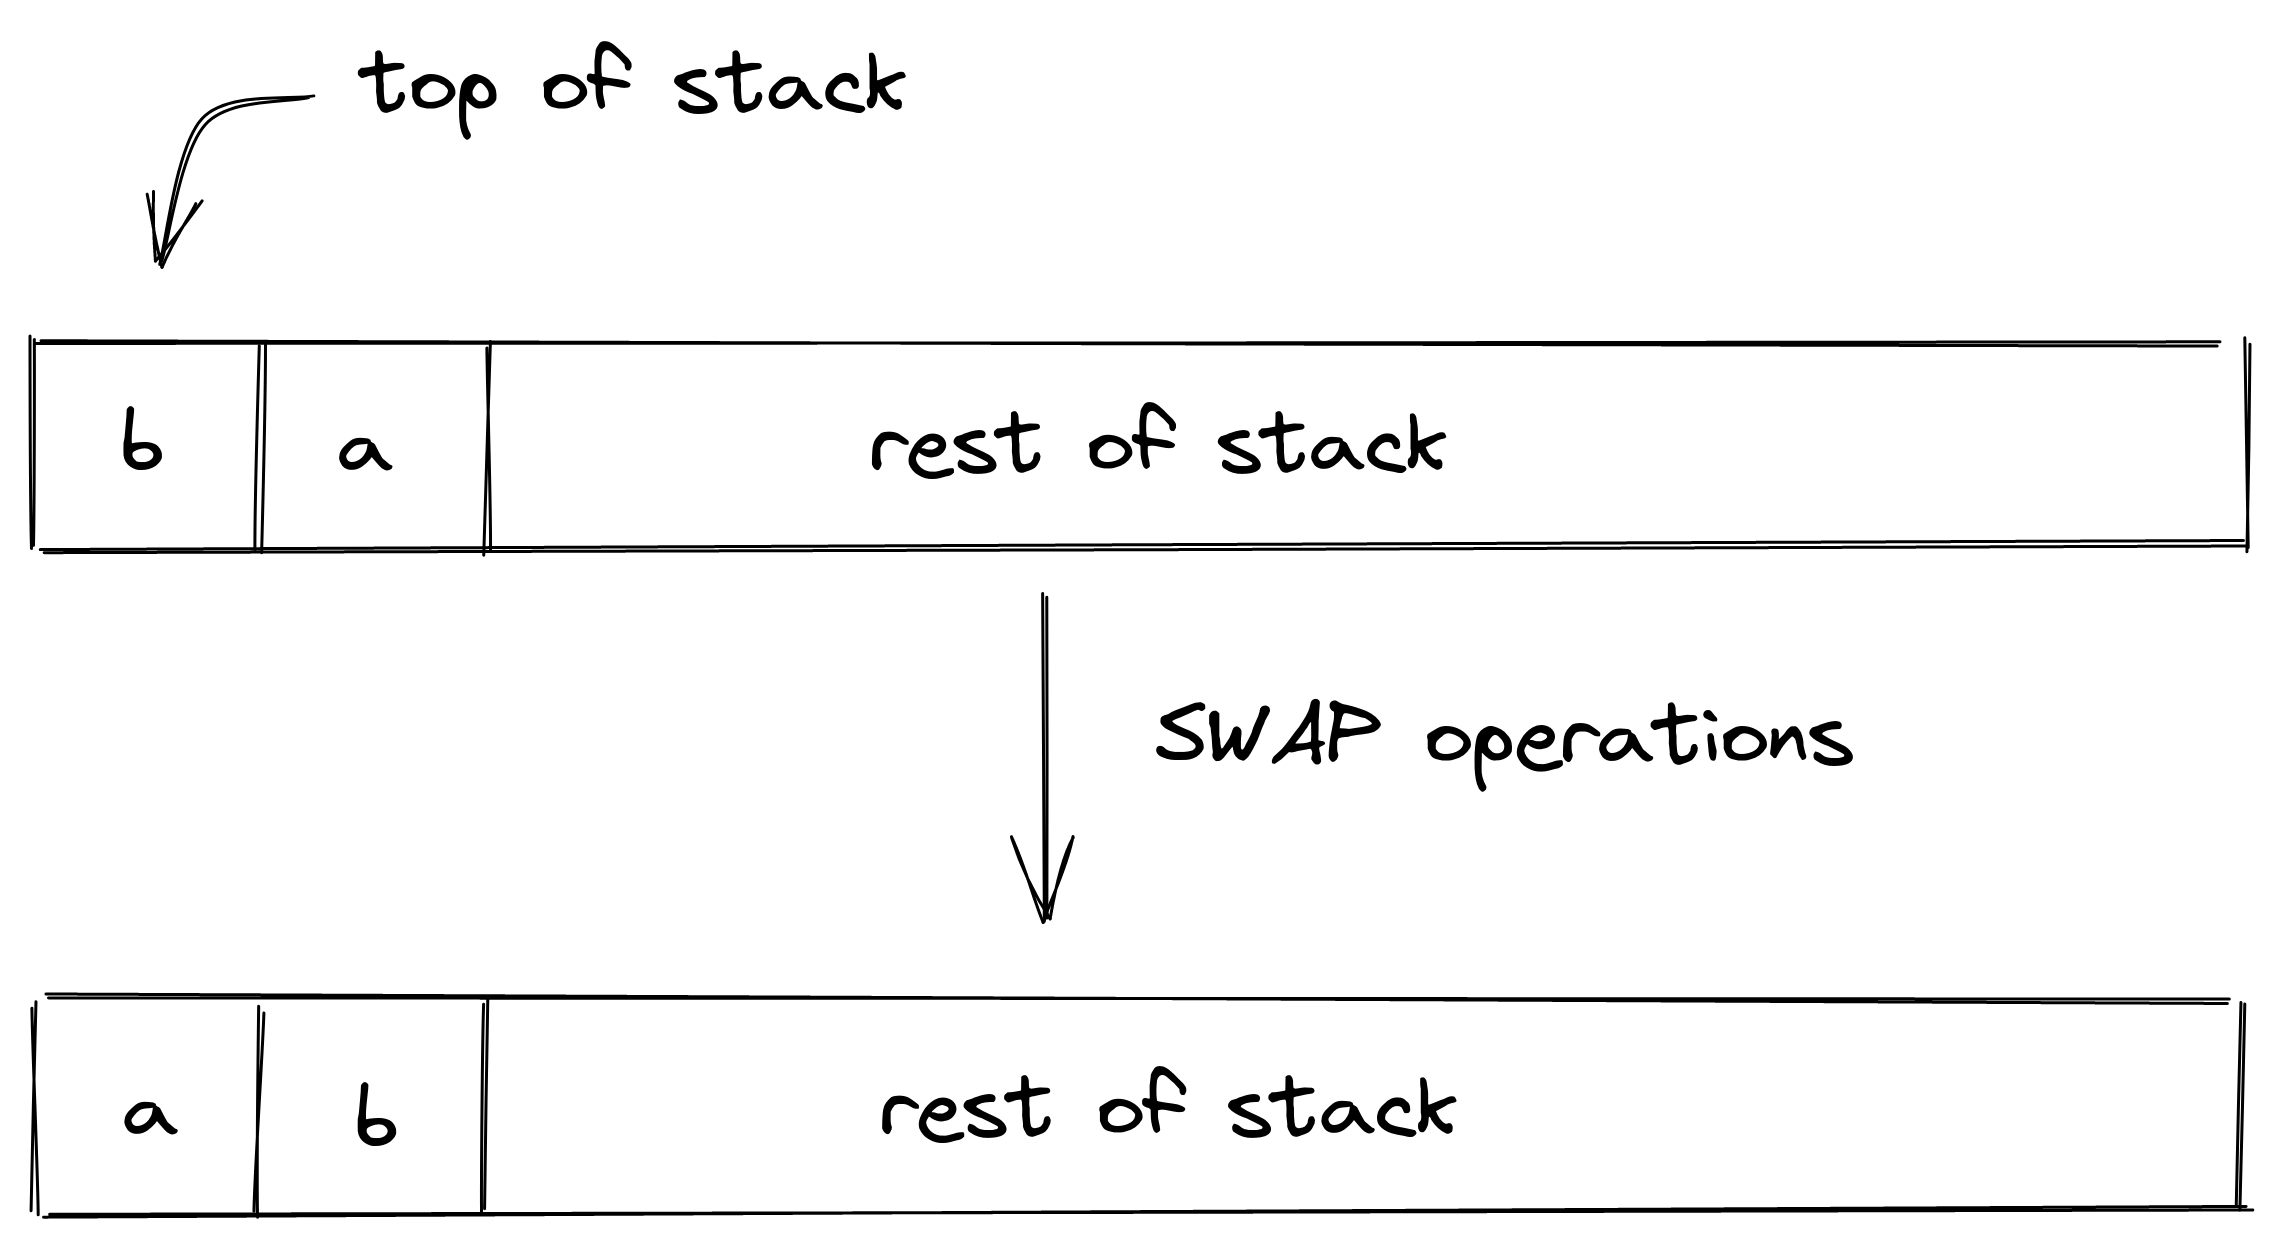 top of stack
b a rest of stack
SWAP operations
a b rest of stack